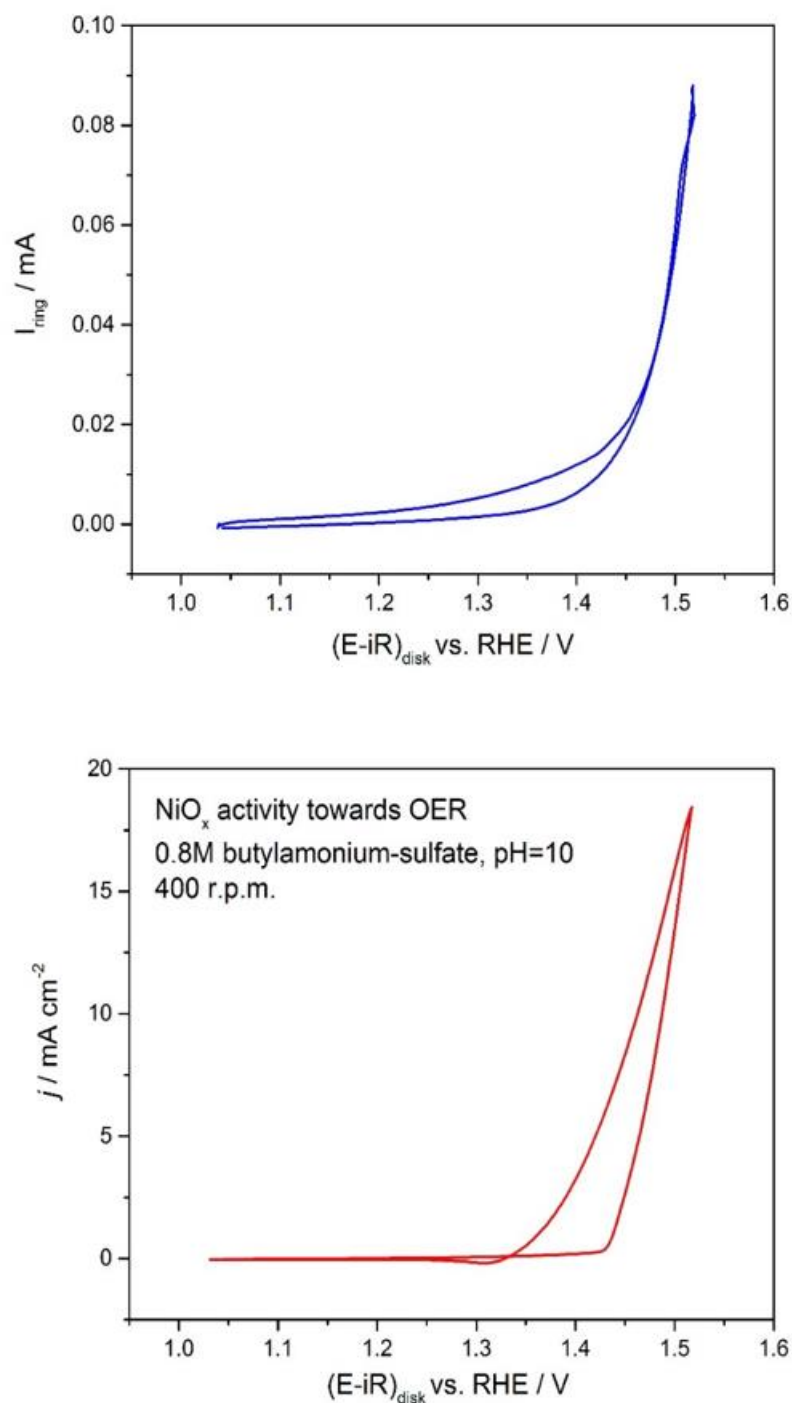 0.10
0.08
0.06
0.04
0.02
0.00
I_ring / mA
1.0 1.1 1.2 1.3 1.4 1.5 1.6
(E-iR)_disk vs. RHE / V
20
15
10
5
0
j / mA cm⁻²
NiOₓ activity towards OER
0.8M butylamonium-sulfate, pH=10
400 r.p.m.
1.0 1.1 1.2 1.3 1.4 1.5 1.6
(E-iR)_disk vs. RHE / V